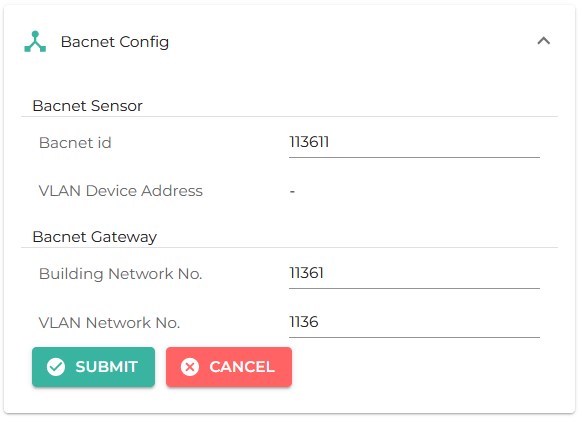 Bacnet Config
Bacnet Sensor
Bacnet id 113611
VLAN Device Address -
Bacnet Gateway
Building Network No. 11361
VLAN Network No. 1136
SUBMIT CANCEL